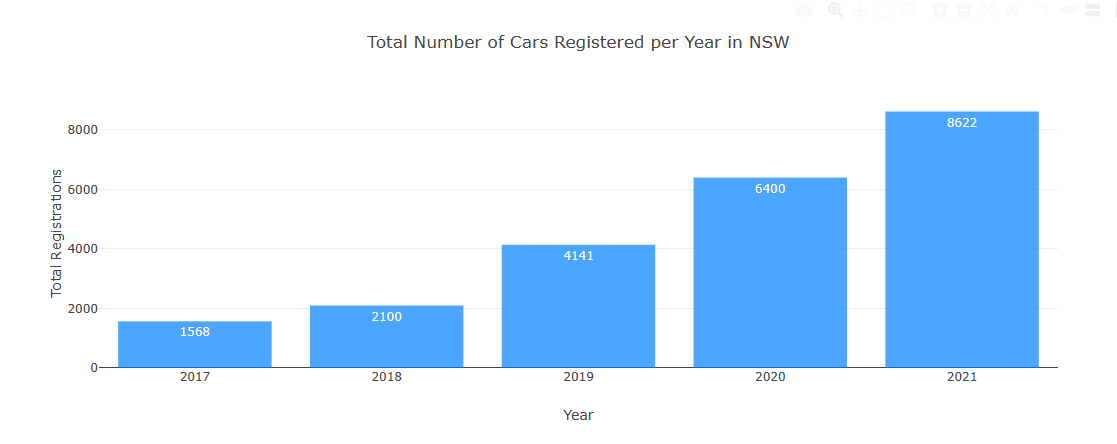 Total Number of Cars Registered per Year in NSW
Total Registrations
8000
6000
4000
2000
0
1568
2100
4141
6400
8622
2017 2018 2019 2020 2021
Year